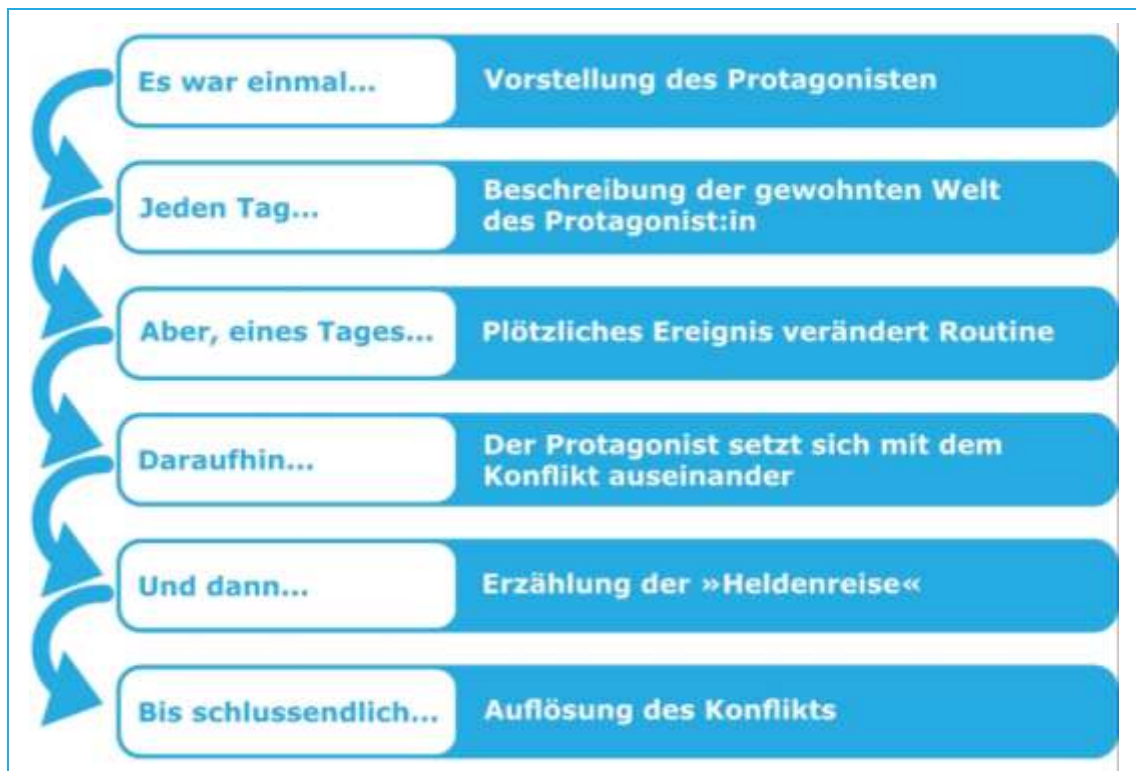 Es war einmal...
Vorstellung des Protagonisten
Jeden Tag...
Beschreibung der gewohnten Welt
des Protagonist:in
Aber, eines Tages...
Plötzliches Ereignis verändert Routine
Daraufhin...
Der Protagonist setzt sich mit dem
Konflikt auseinander
Und dann...
Erzählung der »Heldenreise«
Bis schlussendlich...
Auflösung des Konflikts